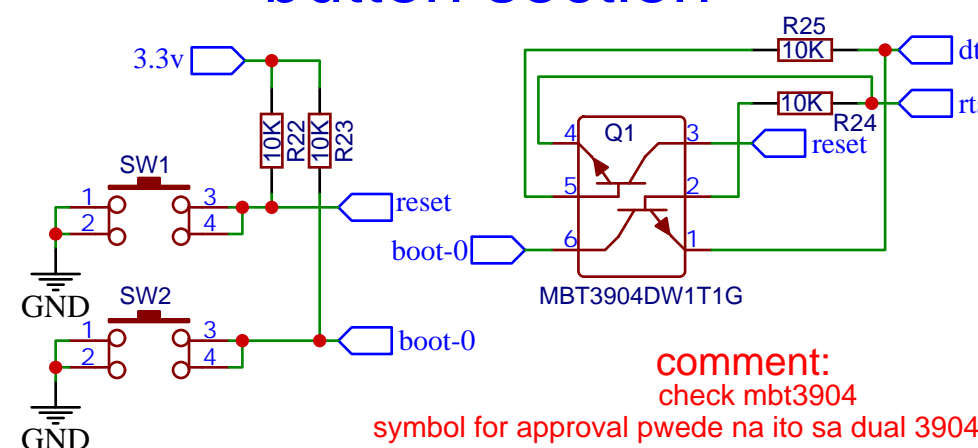 button section
3.3v
10K
R22
10K
R23
SW1
1
2
3
4
reset
GND
SW2
1
2
3
4
boot-0
GND
R25
10K
10K
R24
Q1
4
5
6
3
2
1
reset
boot-0
MBT3904DW1T1G
comment:
check mbt3904
symbol for approval pwede na ito sa dual 3904